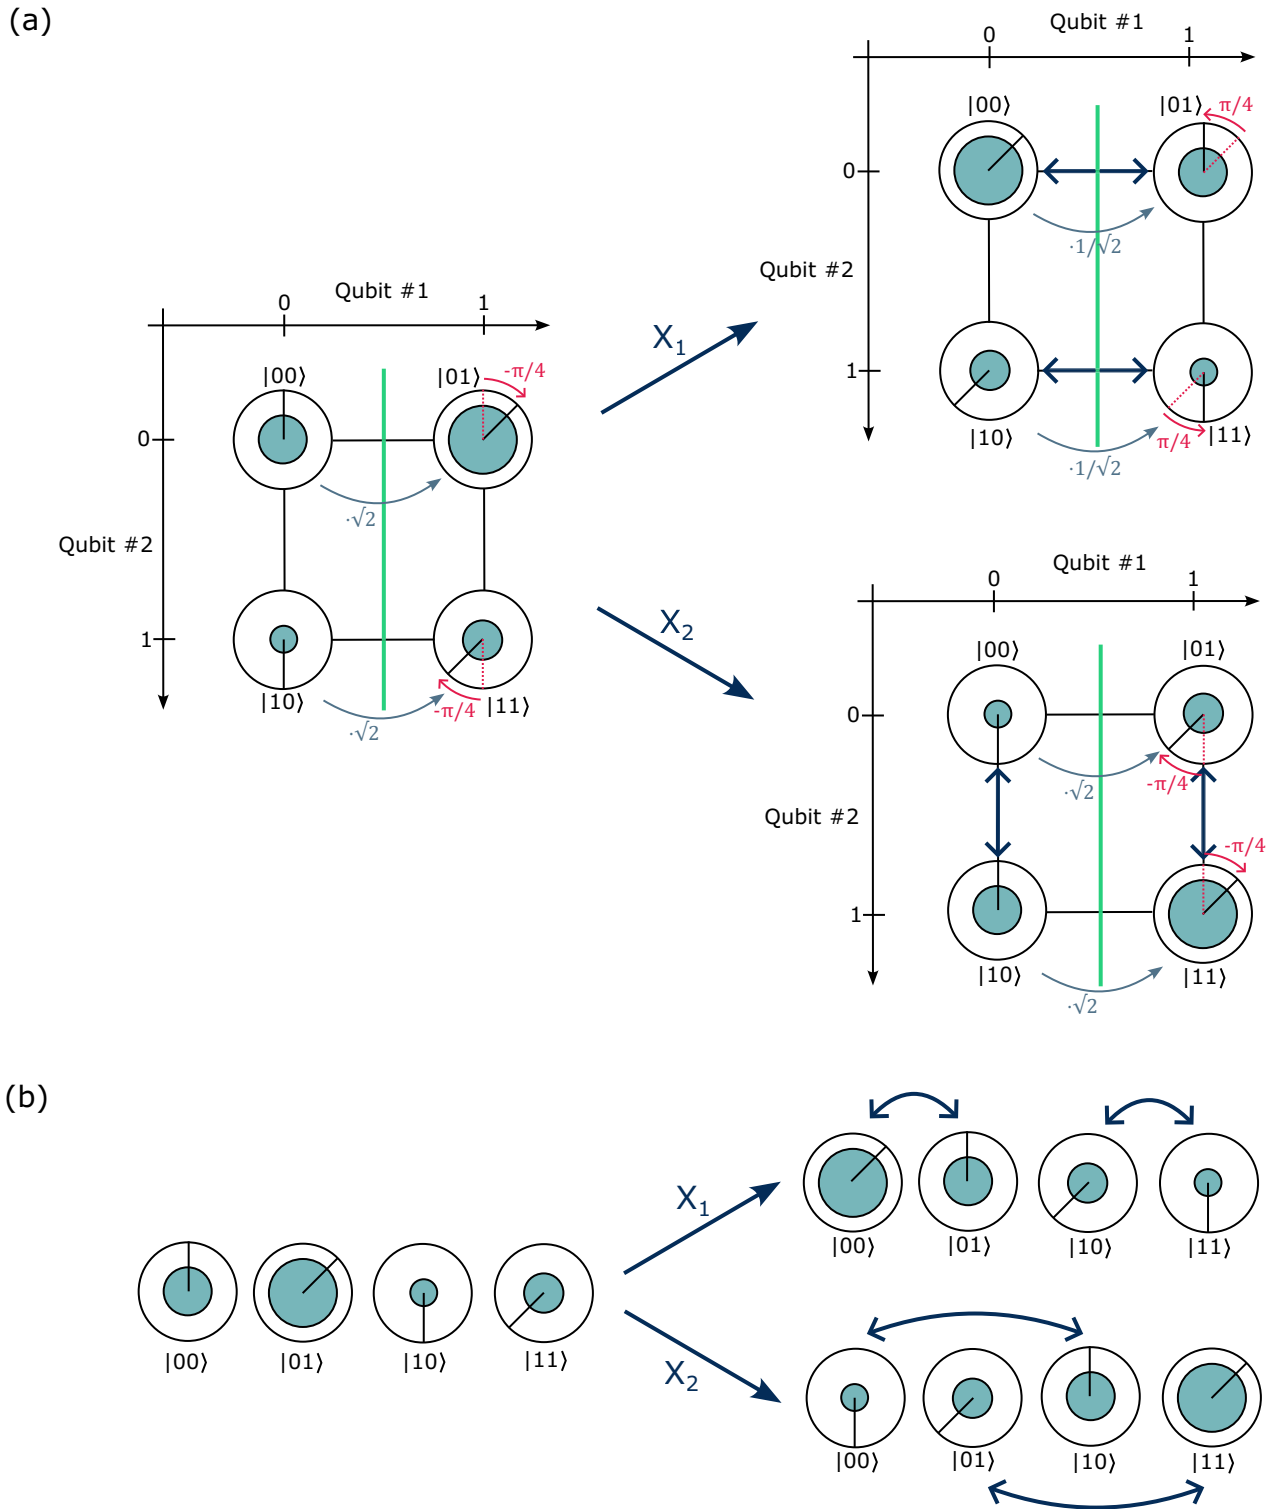 (a)
Qubit #1
0 1
|00⟩ |01⟩ π/4
0
·1/√2
Qubit #2
1
|10⟩ π/4 |11⟩
·1/√2
X₁
Qubit #1
0 1
|00⟩ |01⟩ -π/4
0
·√2
Qubit #2
1
|10⟩ -π/4 |11⟩
·√2
X₂
Qubit #1
0 1
|00⟩ |01⟩
0
·√2 -π/4
Qubit #2
-π/4
1
|10⟩ |11⟩
·√2
(b)
X₁
|00⟩ |01⟩ |10⟩ |11⟩
|00⟩ |01⟩ |10⟩ |11⟩
X₂
|00⟩ |01⟩ |10⟩ |11⟩